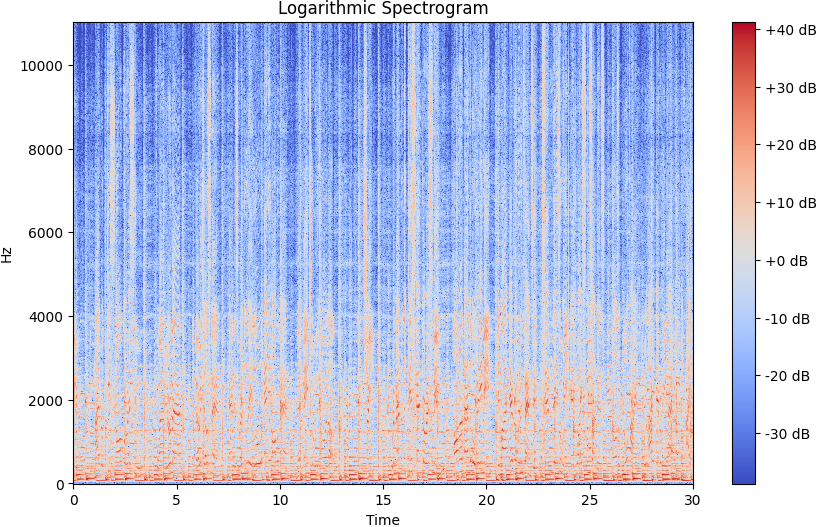 Logarithmic Spectrogram
Hz
10000
8000
6000
4000
2000
0
0 5 10 15 20 25 30
Time
+40 dB
+30 dB
+20 dB
+10 dB
+0 dB
-10 dB
-20 dB
-30 dB